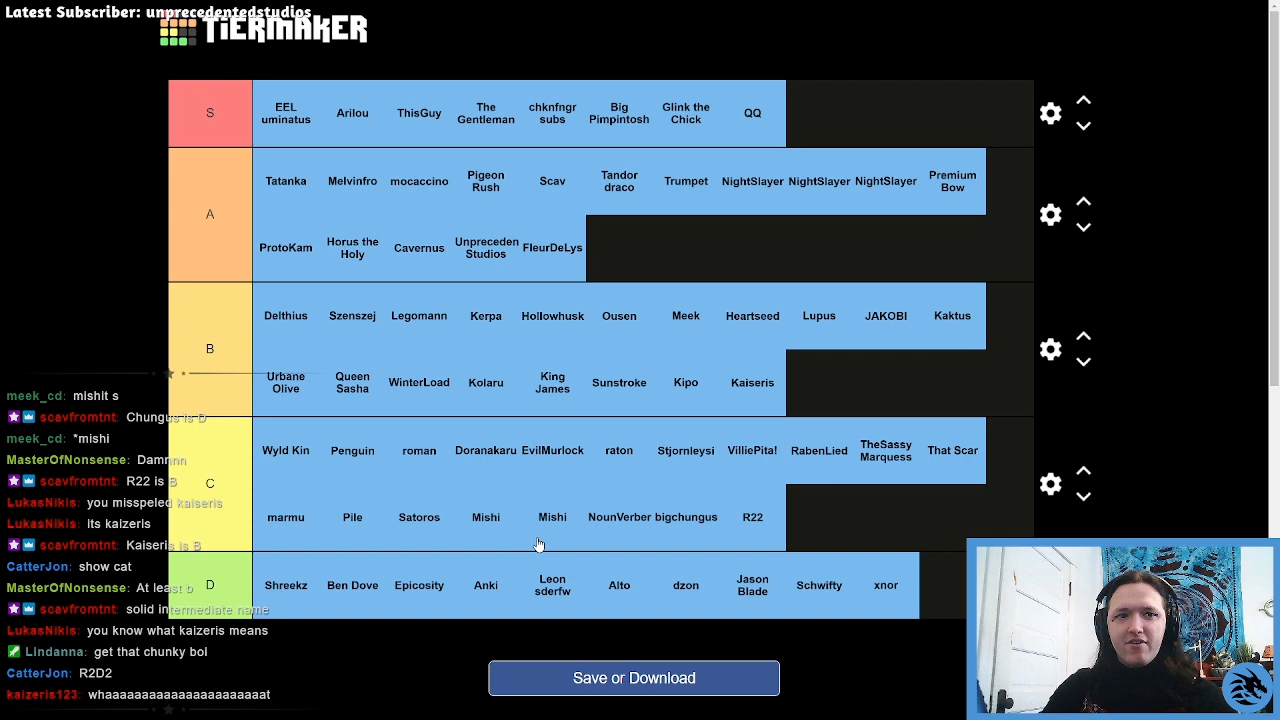 Latest Subscriber: unprecedentedstudios
TIERMAKER
S
EEL uminatus
Arilou
ThisGuy
The Gentleman
chknfngr subs
Big Pimpintosh
Glink the Chick
QQ
A
Tatanka
Melvinfro
mocaccino
Pigeon Rush
Scav
Tandor draco
Trumpet
NightSlayer
NightSlayer
NightSlayer
Premium Bow
ProtoKam
Horus the Holy
Cavernus
Unpreceden Studios
FleurDeLys
B
Delthius
Szenszej
Legomann
Kerpa
Hollowhusk
Ousen
Meek
Heartseed
Lupus
JAKOBI
Kaktus
Urbane Olive
Queen Sasha
WinterLoad
Kolaru
King James
Sunstroke
Kipo
Kaiseris
C
Wyld Kin
Penguin
roman
Doranakaru
EvilMurlock
raton
Stjornleysi
VilliePita!
RabenLied
TheSassy Marquess
That Scar
marmu
Pile
Satoros
Mishi
Mishi
NounVerber
bigchungus
R22
D
Shreekz
Ben Dove
Epicosity
Anki
Leon sderfw
Alto
dzon
Jason Blade
Schwifty
xnor
meek_cd: mishit s
scavfromtnt: Chungus is D
meek_cd: *mishi
MasterOfNonsense: Damnnn
scavfromtnt: R22 is B
LukasNikis: you misspeled kaiseris
LukasNikis: its kaizeris
scavfromtnt: Kaiseris is B
CatterJon: show cat
MasterOfNonsense: At least b
scavfromtnt: solid intermediate name
LukasNikis: you know what kaizeris means
Lindanna: get that chunky boi
CatterJon: R2D2
kaizeris123: whaaaaaaaaaaaaaaaaaaaaat
Save or Download